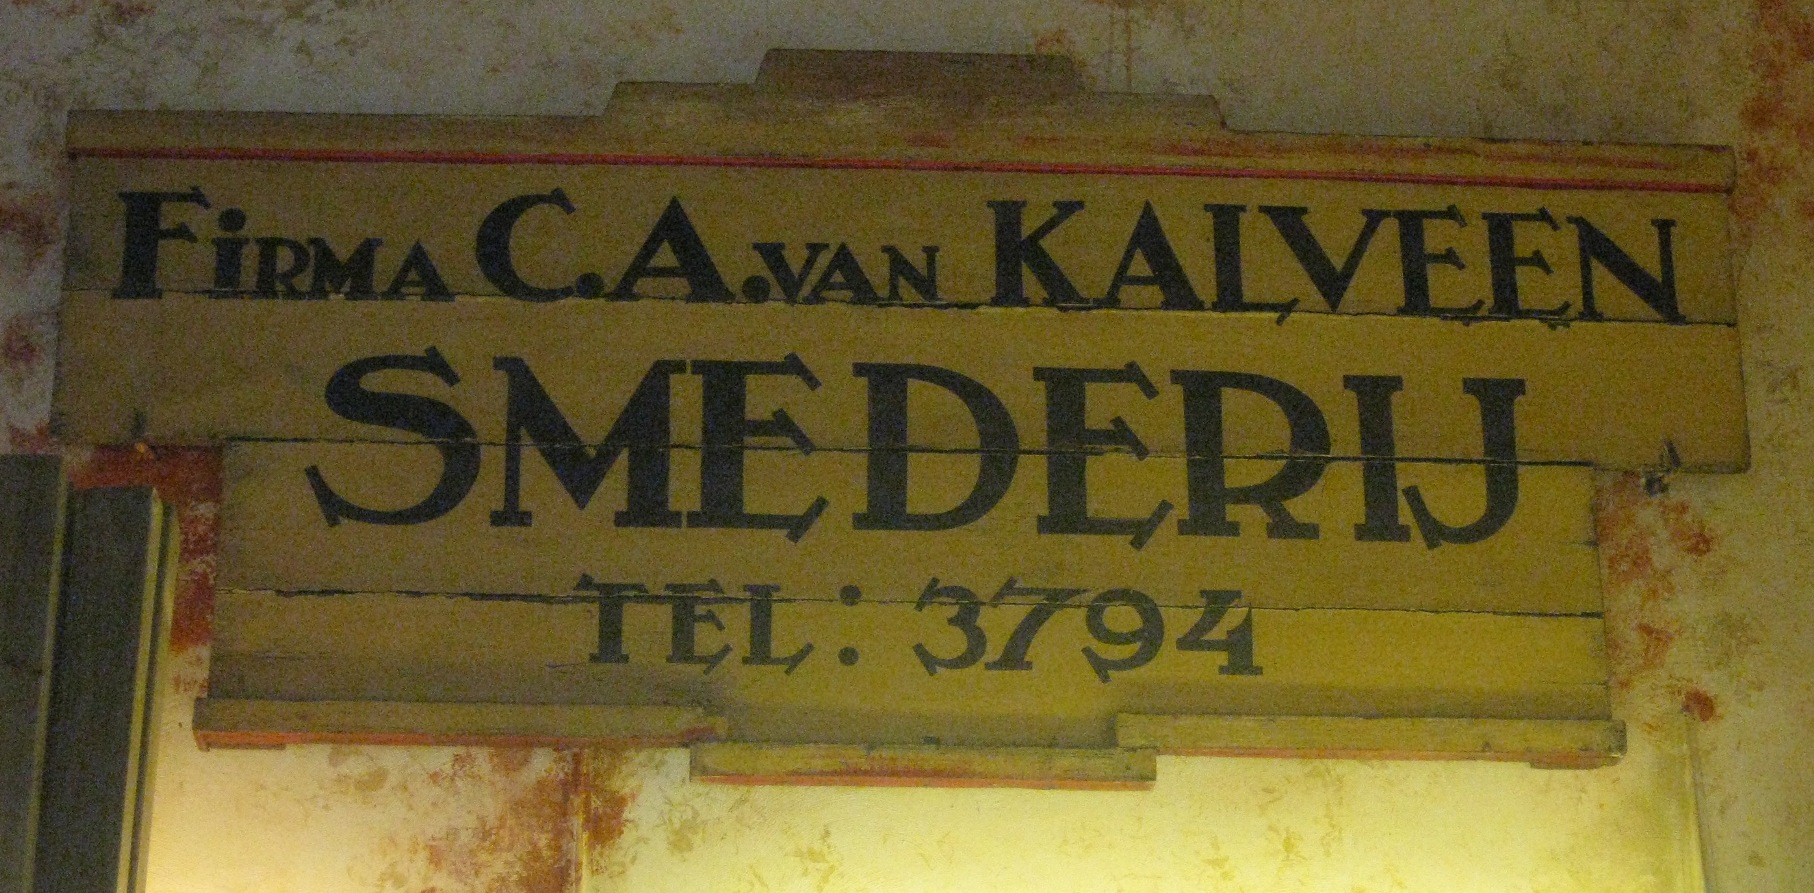 FiRMA C.A. VAN KALVEEN
SMEDERIJ
TEL: 3794